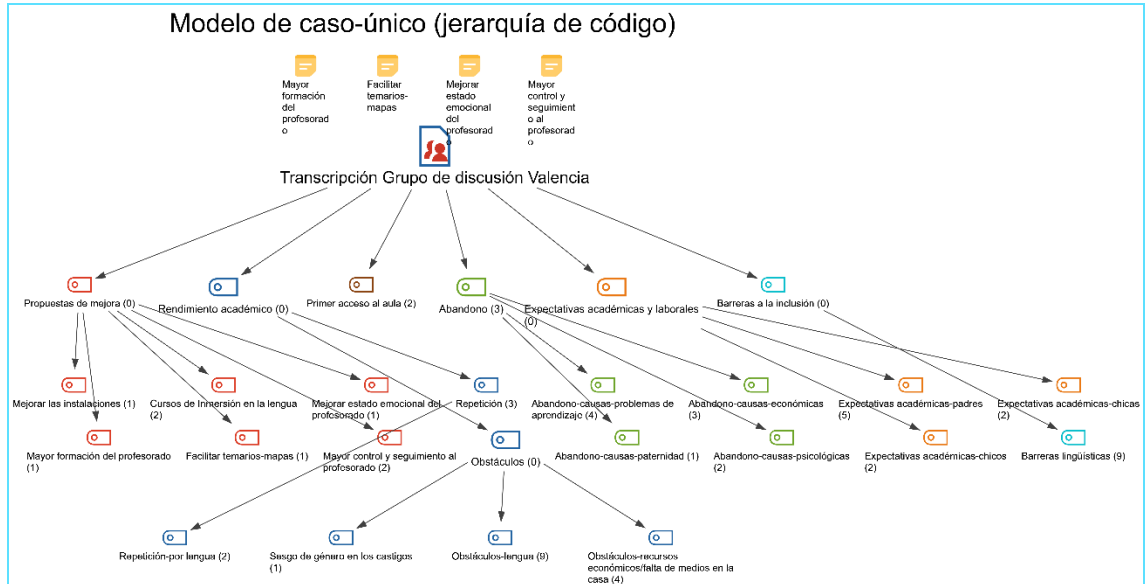 Modelo de caso-único (jerarquía de código)
Mayor
formación
del
profesorad
o
Facilitar
temarios-
mapas
Mejorar
estado
emocional
del
profesorad
o
Mayor
control y
seguimient
o al
profesorad
o
Transcripción Grupo de discusión Valencia
Propuestas de mejora (0)
Rendimiento académico (0)
Primer acceso al aula (2)
Abandono (3)
Expectativas académicas y laborales
(0)
Barreras a la inclusión (0)
Mejorar las instalaciones (1)
Cursos de Inmersión en la lengua
(2)
Mejorar estado emocional del
profesorado (1)
Repetición (3)
Abandono-causas-problemas de
aprendizaje (4)
Abandono-causas-económicas
(3)
Expectativas académicas-padres
(5)
Expectativas académicas-chicas
(2)
Mayor formación del profesorado
(1)
Facilitar temarios-mapas (1)
Mayor control y seguimiento al
profesorado (2)
Obstáculos (0)
Abandono-causas-paternidad (1)
Abandono-causas-psicológicas
(2)
Expectativas académicas-chicos
(2)
Barreras lingüísticas (9)
Repetición-por lengua (2)
Sesgo de género en los castigos
(1)
Obstáculos-lengua (9)
Obstáculos-recursos
económicos/falta de medios en la
casa (4)